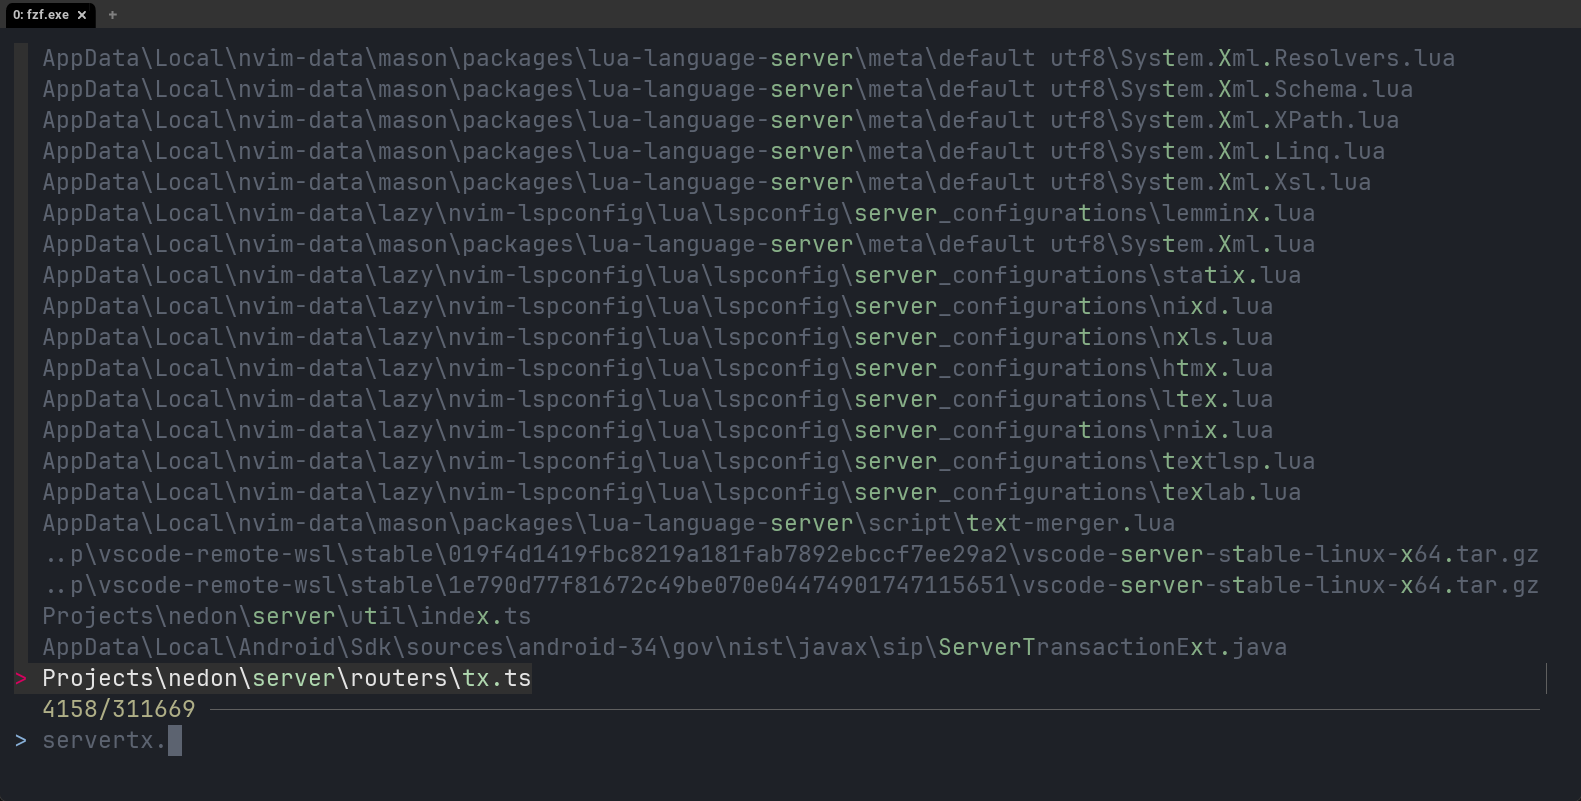 0: fzf.exe × +
AppData\Local\nvim-data\mason\packages\lua-language-server\meta\default utf8\System.Xml.Resolvers.lua
AppData\Local\nvim-data\mason\packages\lua-language-server\meta\default utf8\System.Xml.Schema.lua
AppData\Local\nvim-data\mason\packages\lua-language-server\meta\default utf8\System.Xml.XPath.lua
AppData\Local\nvim-data\mason\packages\lua-language-server\meta\default utf8\System.Xml.Linq.lua
AppData\Local\nvim-data\mason\packages\lua-language-server\meta\default utf8\System.Xml.Xsl.lua
AppData\Local\nvim-data\lazy\nvim-lspconfig\lua\lspconfig\server_configurations\lemminx.lua
AppData\Local\nvim-data\mason\packages\lua-language-server\meta\default utf8\System.Xml.lua
AppData\Local\nvim-data\lazy\nvim-lspconfig\lua\lspconfig\server_configurations\statix.lua
AppData\Local\nvim-data\lazy\nvim-lspconfig\lua\lspconfig\server_configurations\nixd.lua
AppData\Local\nvim-data\lazy\nvim-lspconfig\lua\lspconfig\server_configurations\nxls.lua
AppData\Local\nvim-data\lazy\nvim-lspconfig\lua\lspconfig\server_configurations\htmx.lua
AppData\Local\nvim-data\lazy\nvim-lspconfig\lua\lspconfig\server_configurations\ltex.lua
AppData\Local\nvim-data\lazy\nvim-lspconfig\lua\lspconfig\server_configurations\rnix.lua
AppData\Local\nvim-data\lazy\nvim-lspconfig\lua\lspconfig\server_configurations\textlsp.lua
AppData\Local\nvim-data\lazy\nvim-lspconfig\lua\lspconfig\server_configurations\texlab.lua
AppData\Local\nvim-data\mason\packages\lua-language-server\script\text-merger.lua
..p\vscode-remote-wsl\stable\019f4d1419fbc8219a181fab7892ebccf7ee29a2\vscode-server-stable-linux-x64.tar.gz
..p\vscode-remote-wsl\stable\1e790d77f81672c49be070e04474901747115651\vscode-server-stable-linux-x64.tar.gz
Projects\nedon\server\util\index.ts
AppData\Local\Android\Sdk\sources\android-34\gov\nist\javax\sip\ServerTransactionExt.java
> Projects\nedon\server\routers\tx.ts
4158/311669
> servertx.